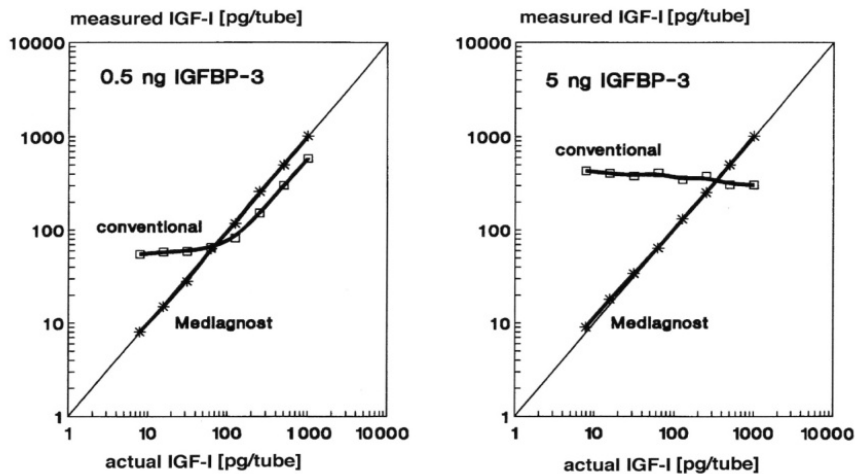 measured IGF-I [pg/tube]
10000
1000
100
10
1
0.5 ng IGFBP-3
conventional
Mediagnost
1 10 100 1000 10000
actual IGF-I [pg/tube]
measured IGF-I [pg/tube]
10000
1000
100
10
1
5 ng IGFBP-3
conventional
Mediagnost
1 10 100 1000 10000
actual IGF-I [pg/tube]